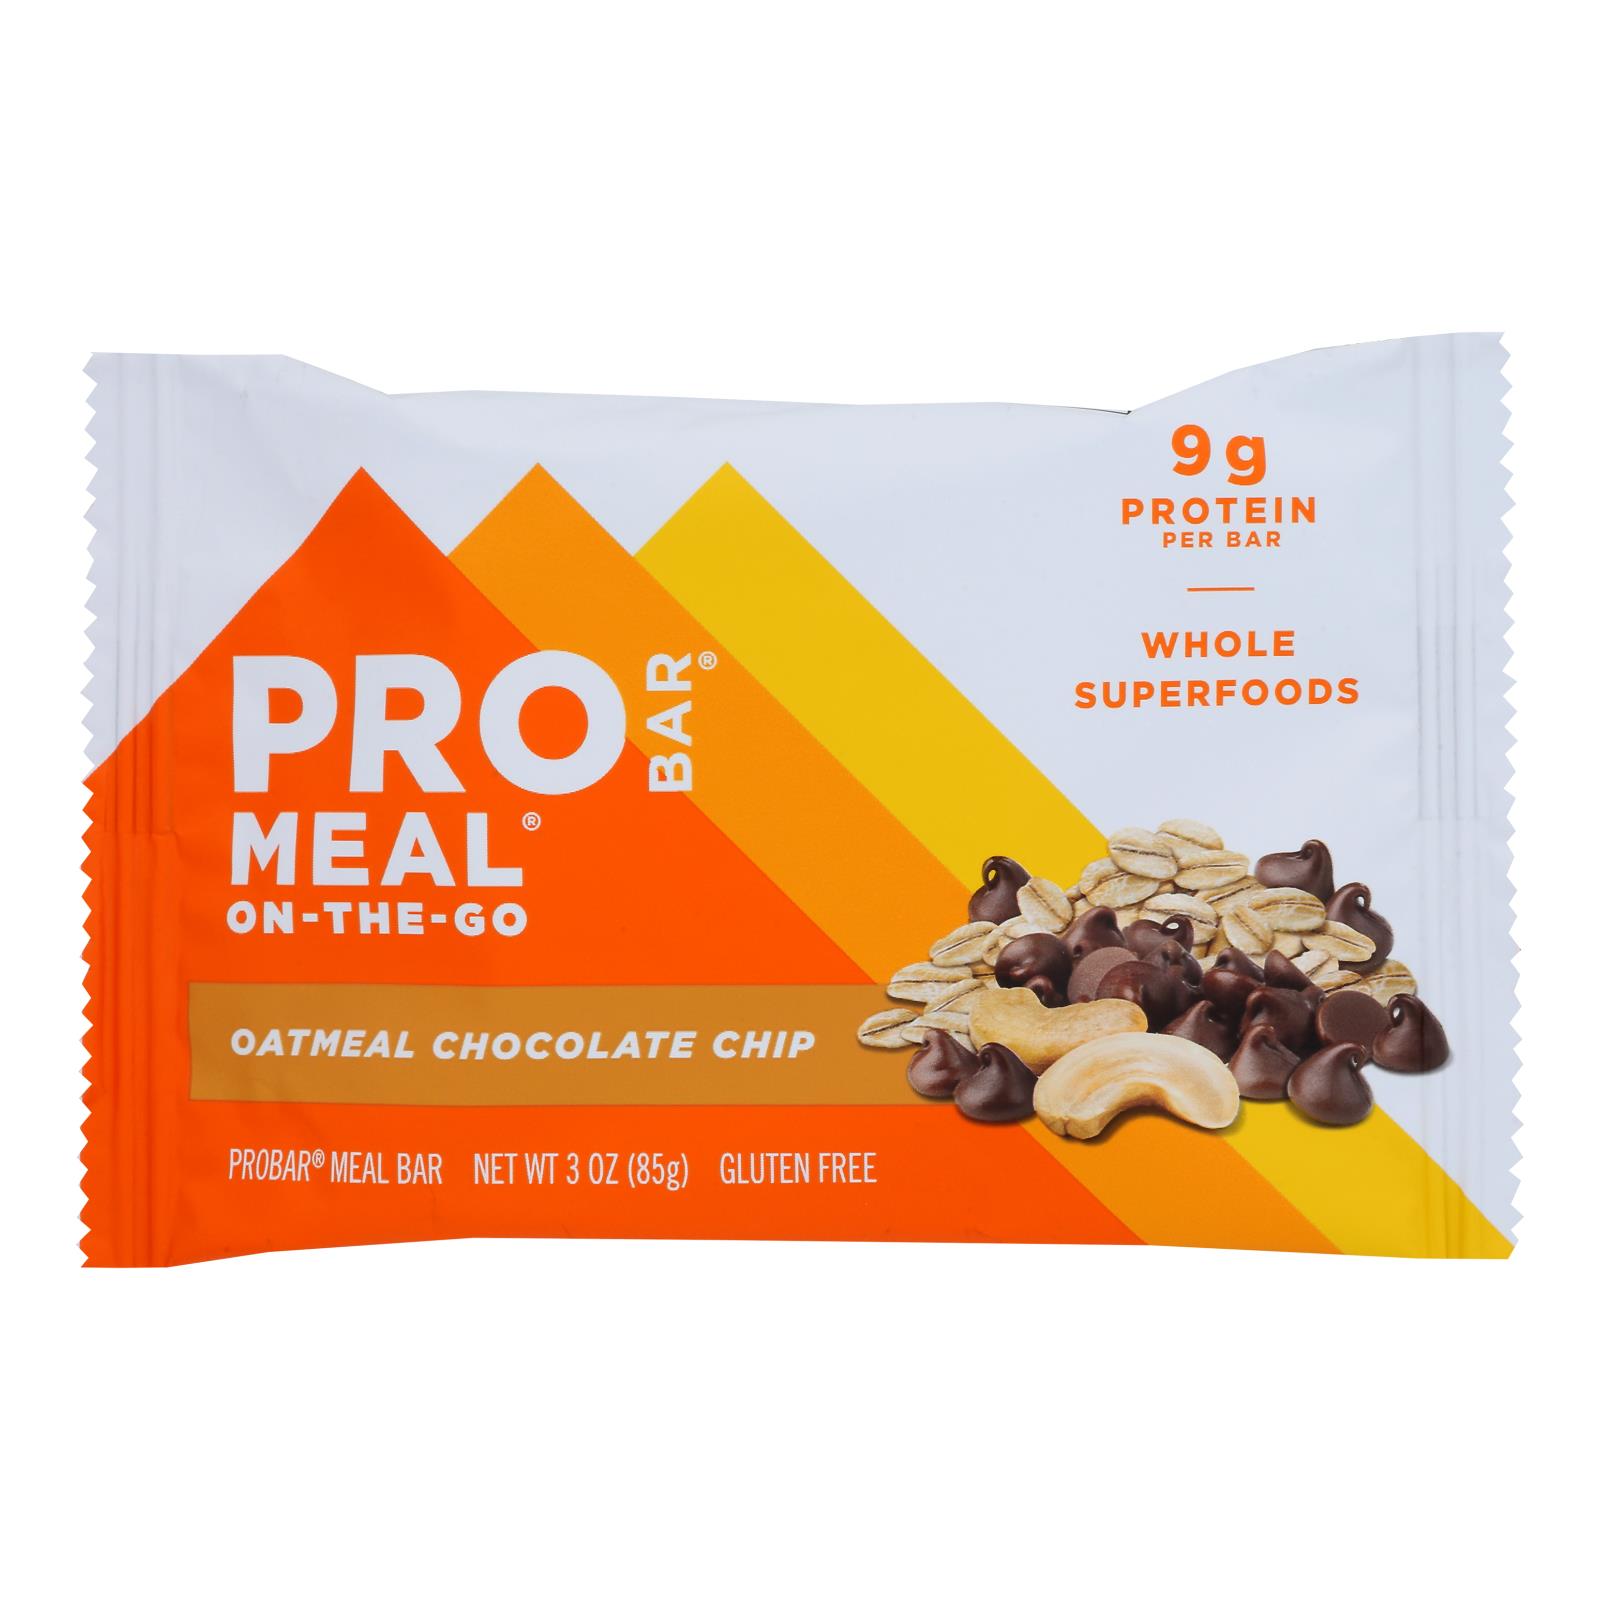 9g
PROTEIN
PER BAR
WHOLE
SUPERFOODS
PRO BAR®
MEAL®
ON-THE-GO
OATMEAL CHOCOLATE CHIP
PROBAR® MEAL BAR NET WT 3 OZ (85g) GLUTEN FREE